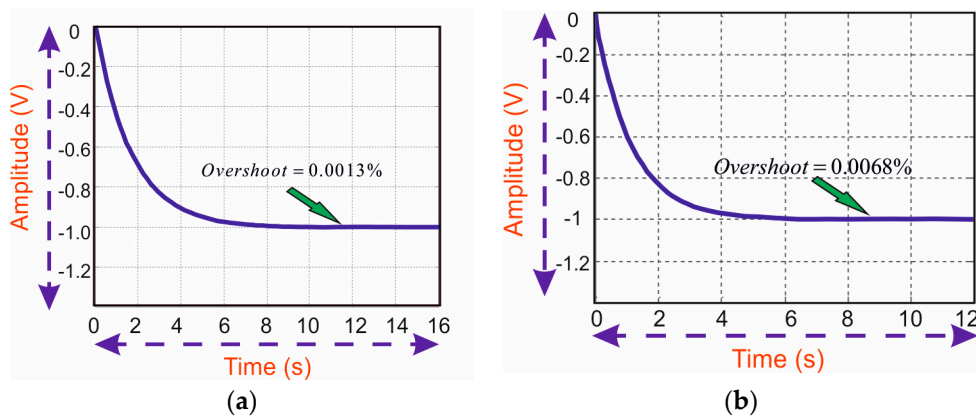 0
-0.2
-0.4
-0.6
-0.8
-1.0
-1.2
Amplitude (V)
Overshoot = 0.0013%
0 2 4 6 8 10 12 14 16
Time (s)
(a)
0
-0.2
-0.4
-0.6
-0.8
-1
-1.2
Amplitude (V)
Overshoot = 0.0068%
0 2 4 6 8 10 12
Time (s)
(b)